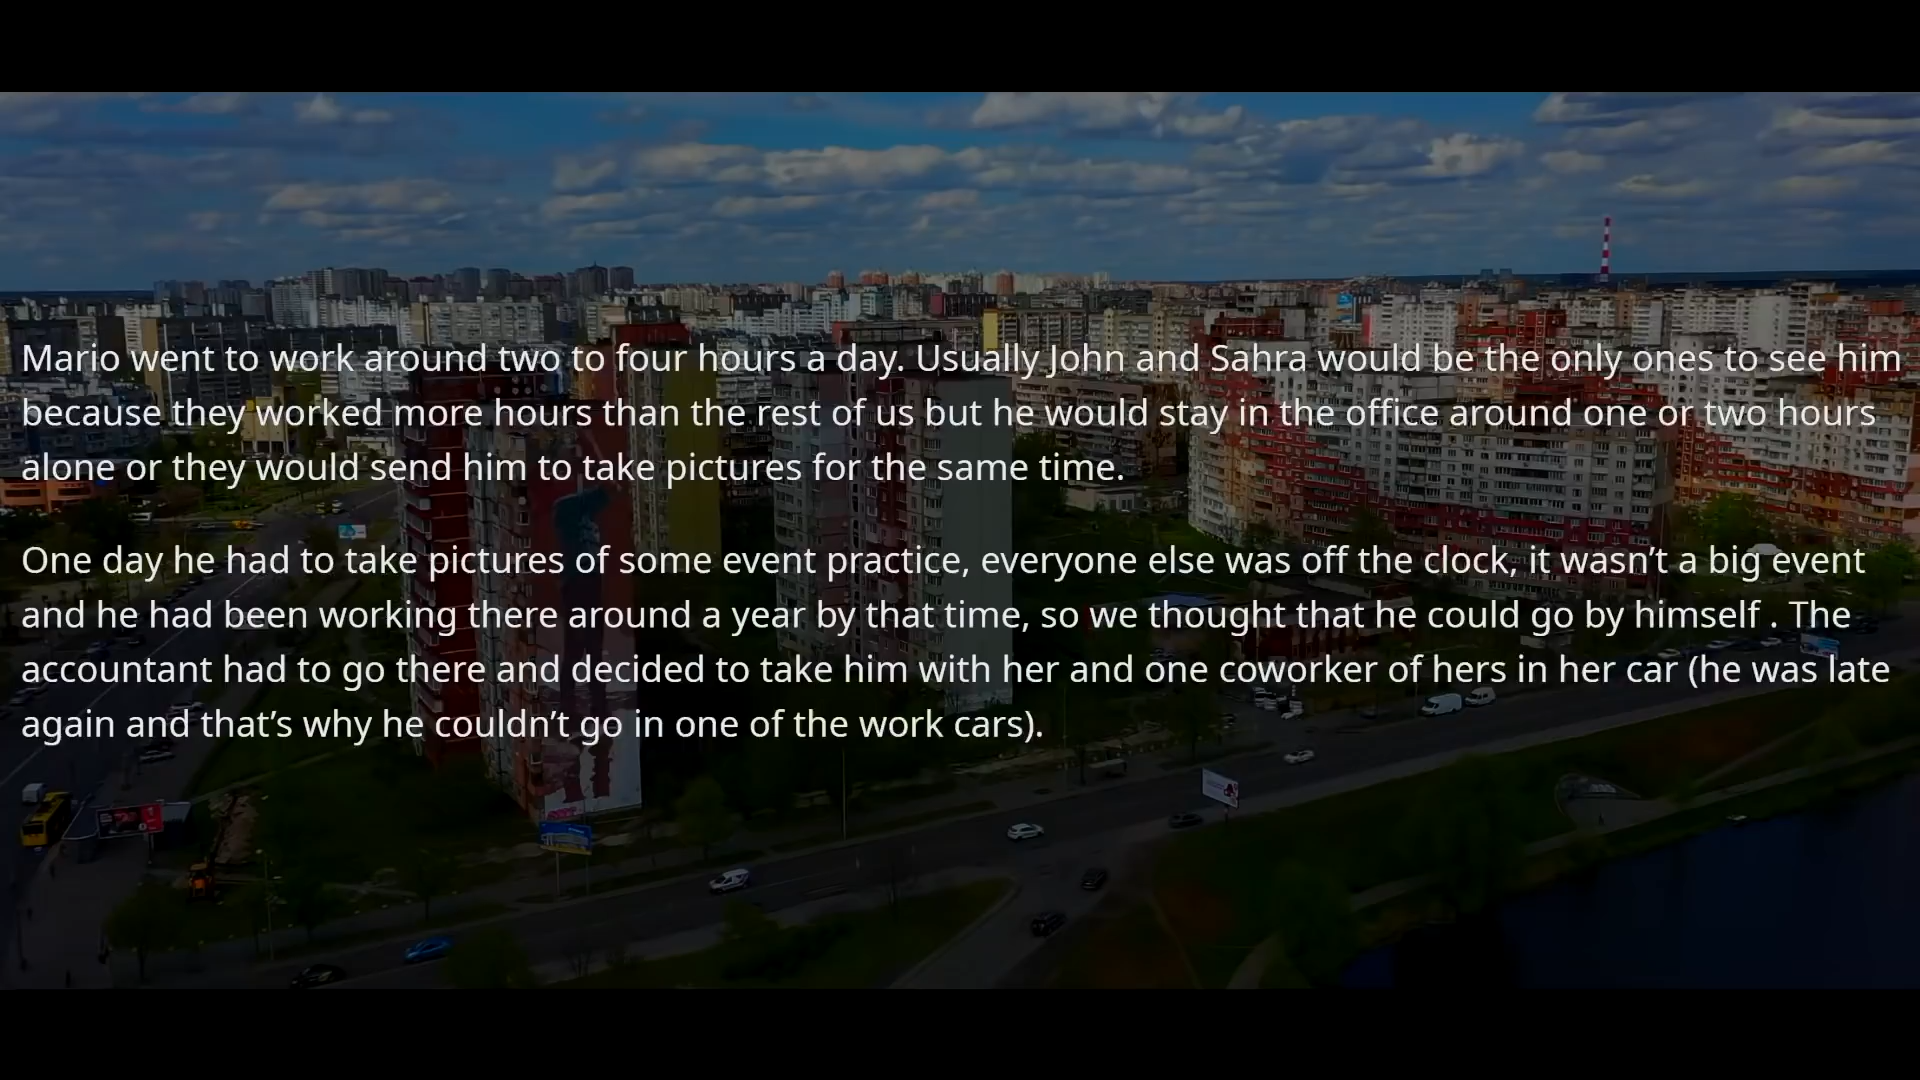 Mario went to work around two to four hours a day. Usually John and Sahra would be the only ones to see him
because they worked more hours than the rest of us but he would stay in the office around one or two hours
alone or they would send him to take pictures for the same time.
One day he had to take pictures of some event practice, everyone else was off the clock, it wasn’t a big event
and he had been working there around a year by that time, so we thought that he could go by himself . The
accountant had to go there and decided to take him with her and one coworker of hers in her car (he was late
again and that’s why he couldn’t go in one of the work cars).